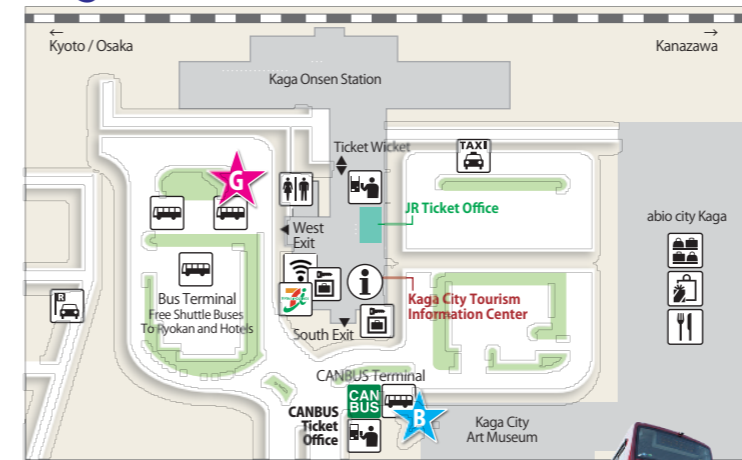 ←
Kyoto / Osaka
→
Kanazawa
Kaga Onsen Station
Ticket Wicket
TAXI
G
JR Ticket Office
abio city Kaga
West
Exit
R
Bus Terminal
Free Shuttle Buses
To Ryokan and Hotels
i
Kaga City Tourism
Information Center
South Exit
CANBUS Terminal
CAN
BUS
B
CANBUS
Ticket
Office
Kaga City
Art Museum